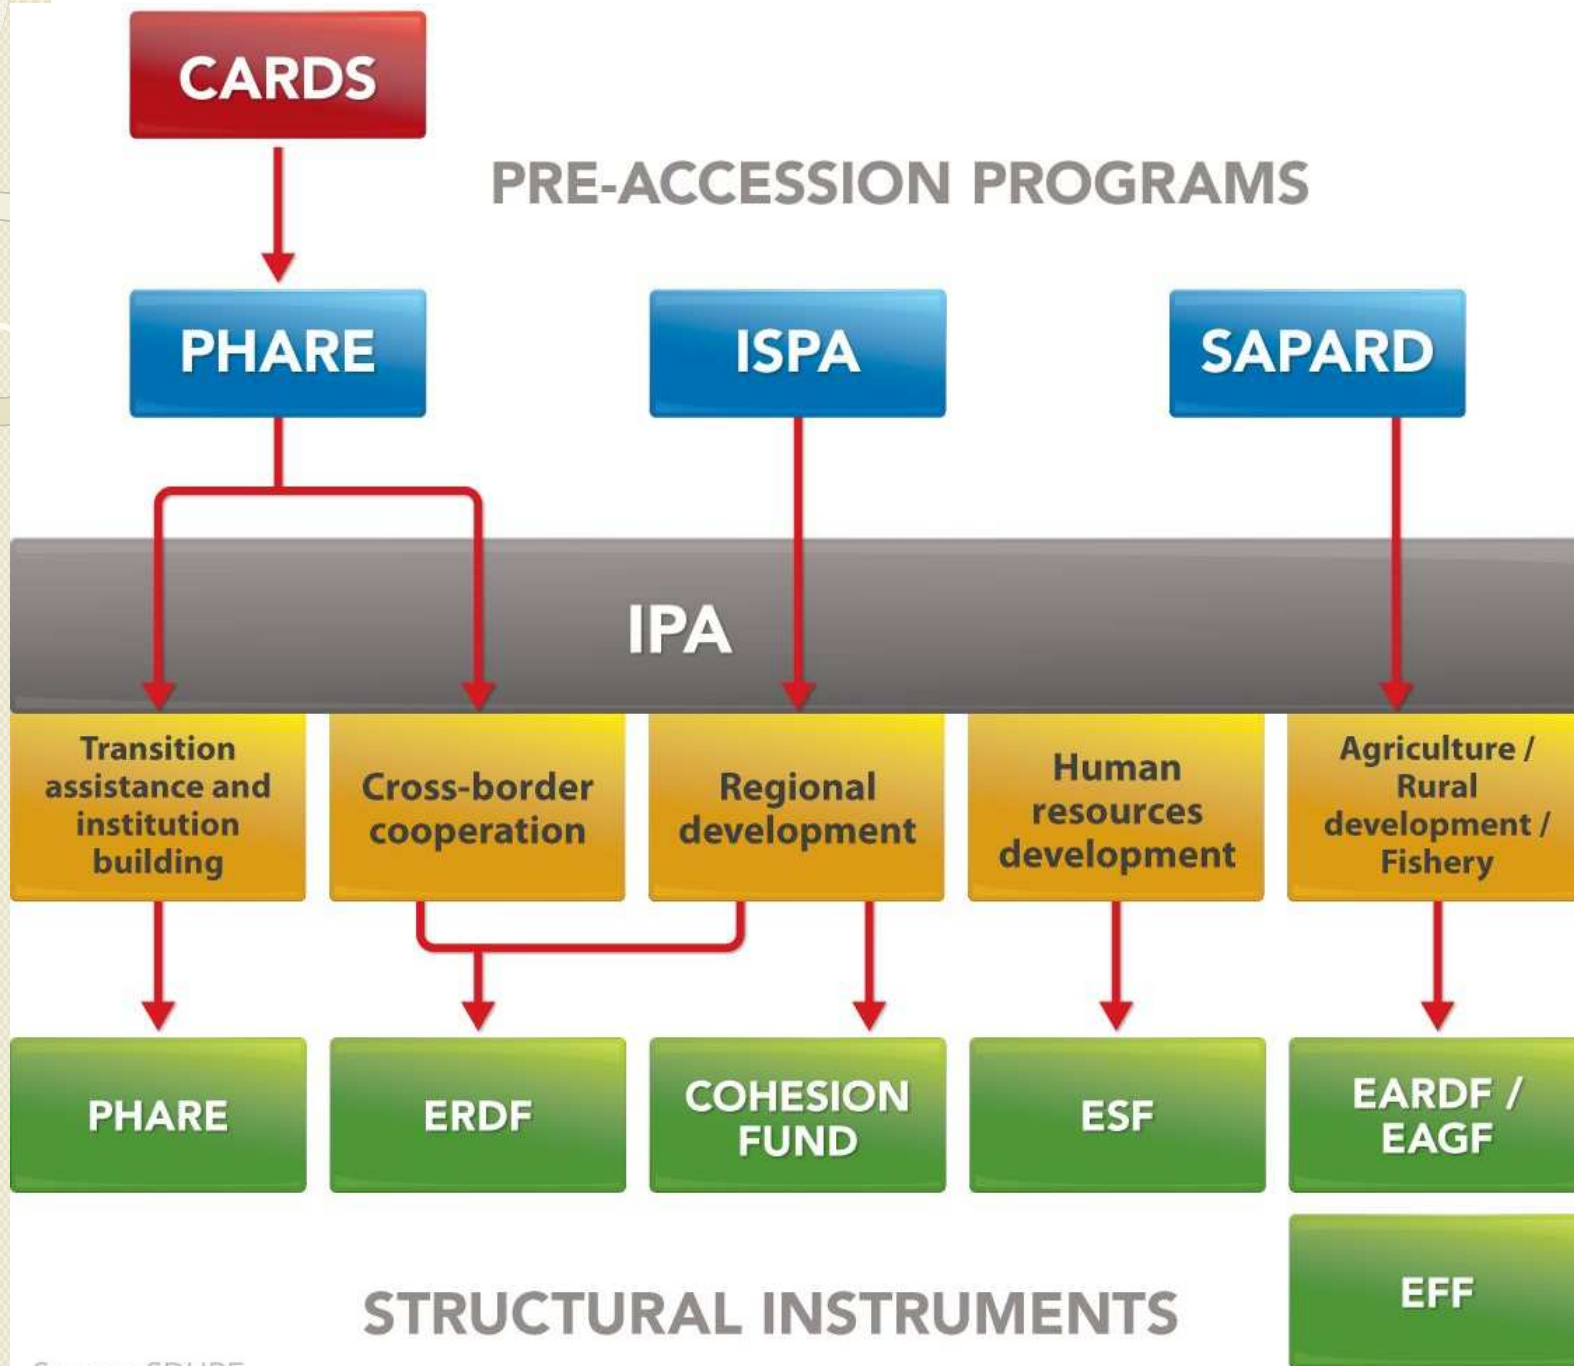 CARDS
PRE-ACCESSION PROGRAMS
PHARE
ISPA
SAPARD
IPA
Transition
assistance and
institution
building
Cross-border
cooperation
Regional
development
Human
resources
development
Agriculture /
Rural
development /
Fishery
PHARE
ERDF
COHESION
FUND
ESF
EARDF /
EAGF
EFF
STRUCTURAL INSTRUMENTS